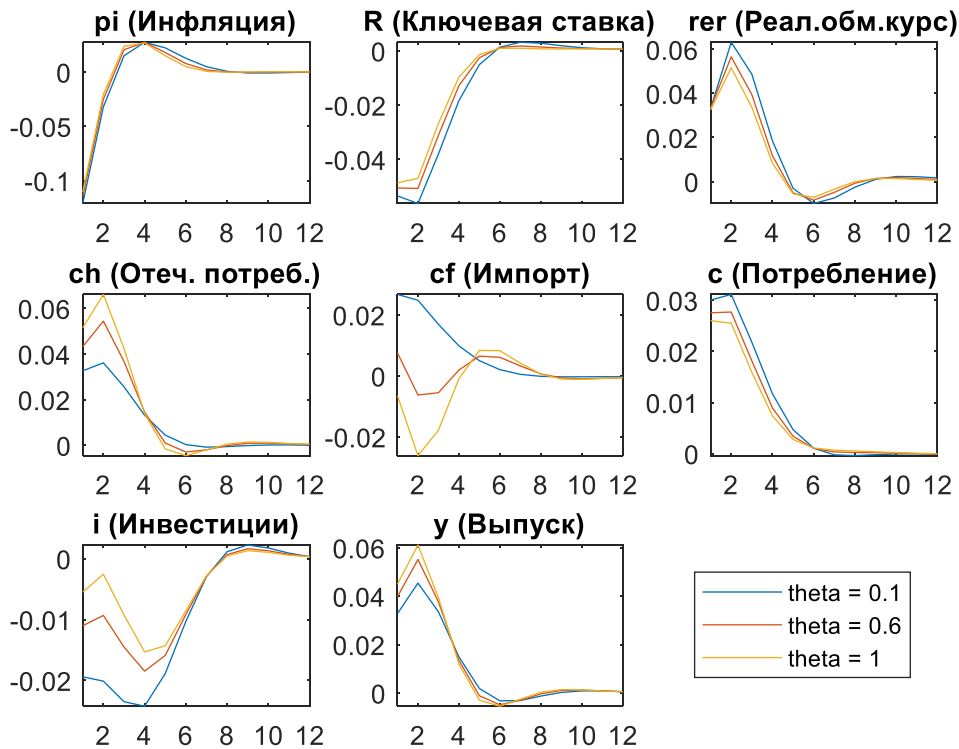 pi (Инфляция)
0
-0.05
-0.1
2 4 6 8 10 12
R (Ключевая ставка)
0
-0.02
-0.04
2 4 6 8 10 12
rer (Реал.обм.курс)
0.06
0.04
0.02
0
2 4 6 8 10 12
ch (Отеч. потреб.)
0.06
0.04
0.02
0
2 4 6 8 10 12
cf (Импорт)
0.02
0
-0.02
2 4 6 8 10 12
c (Потребление)
0.03
0.02
0.01
0
2 4 6 8 10 12
i (Инвестиции)
0
-0.01
-0.02
2 4 6 8 10 12
y (Выпуск)
0.06
0.04
0.02
0
2 4 6 8 10 12
theta = 0.1
theta = 0.6
theta = 1